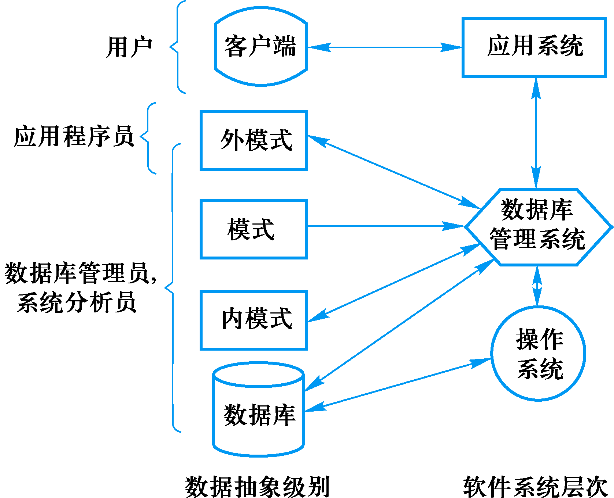 用户
客户端
应用系统
应用程序员
外模式
模式
数据库
管理系统
数据库管理员,
系统分析员
内模式
操作
系统
数据库
数据抽象级别
软件系统层次